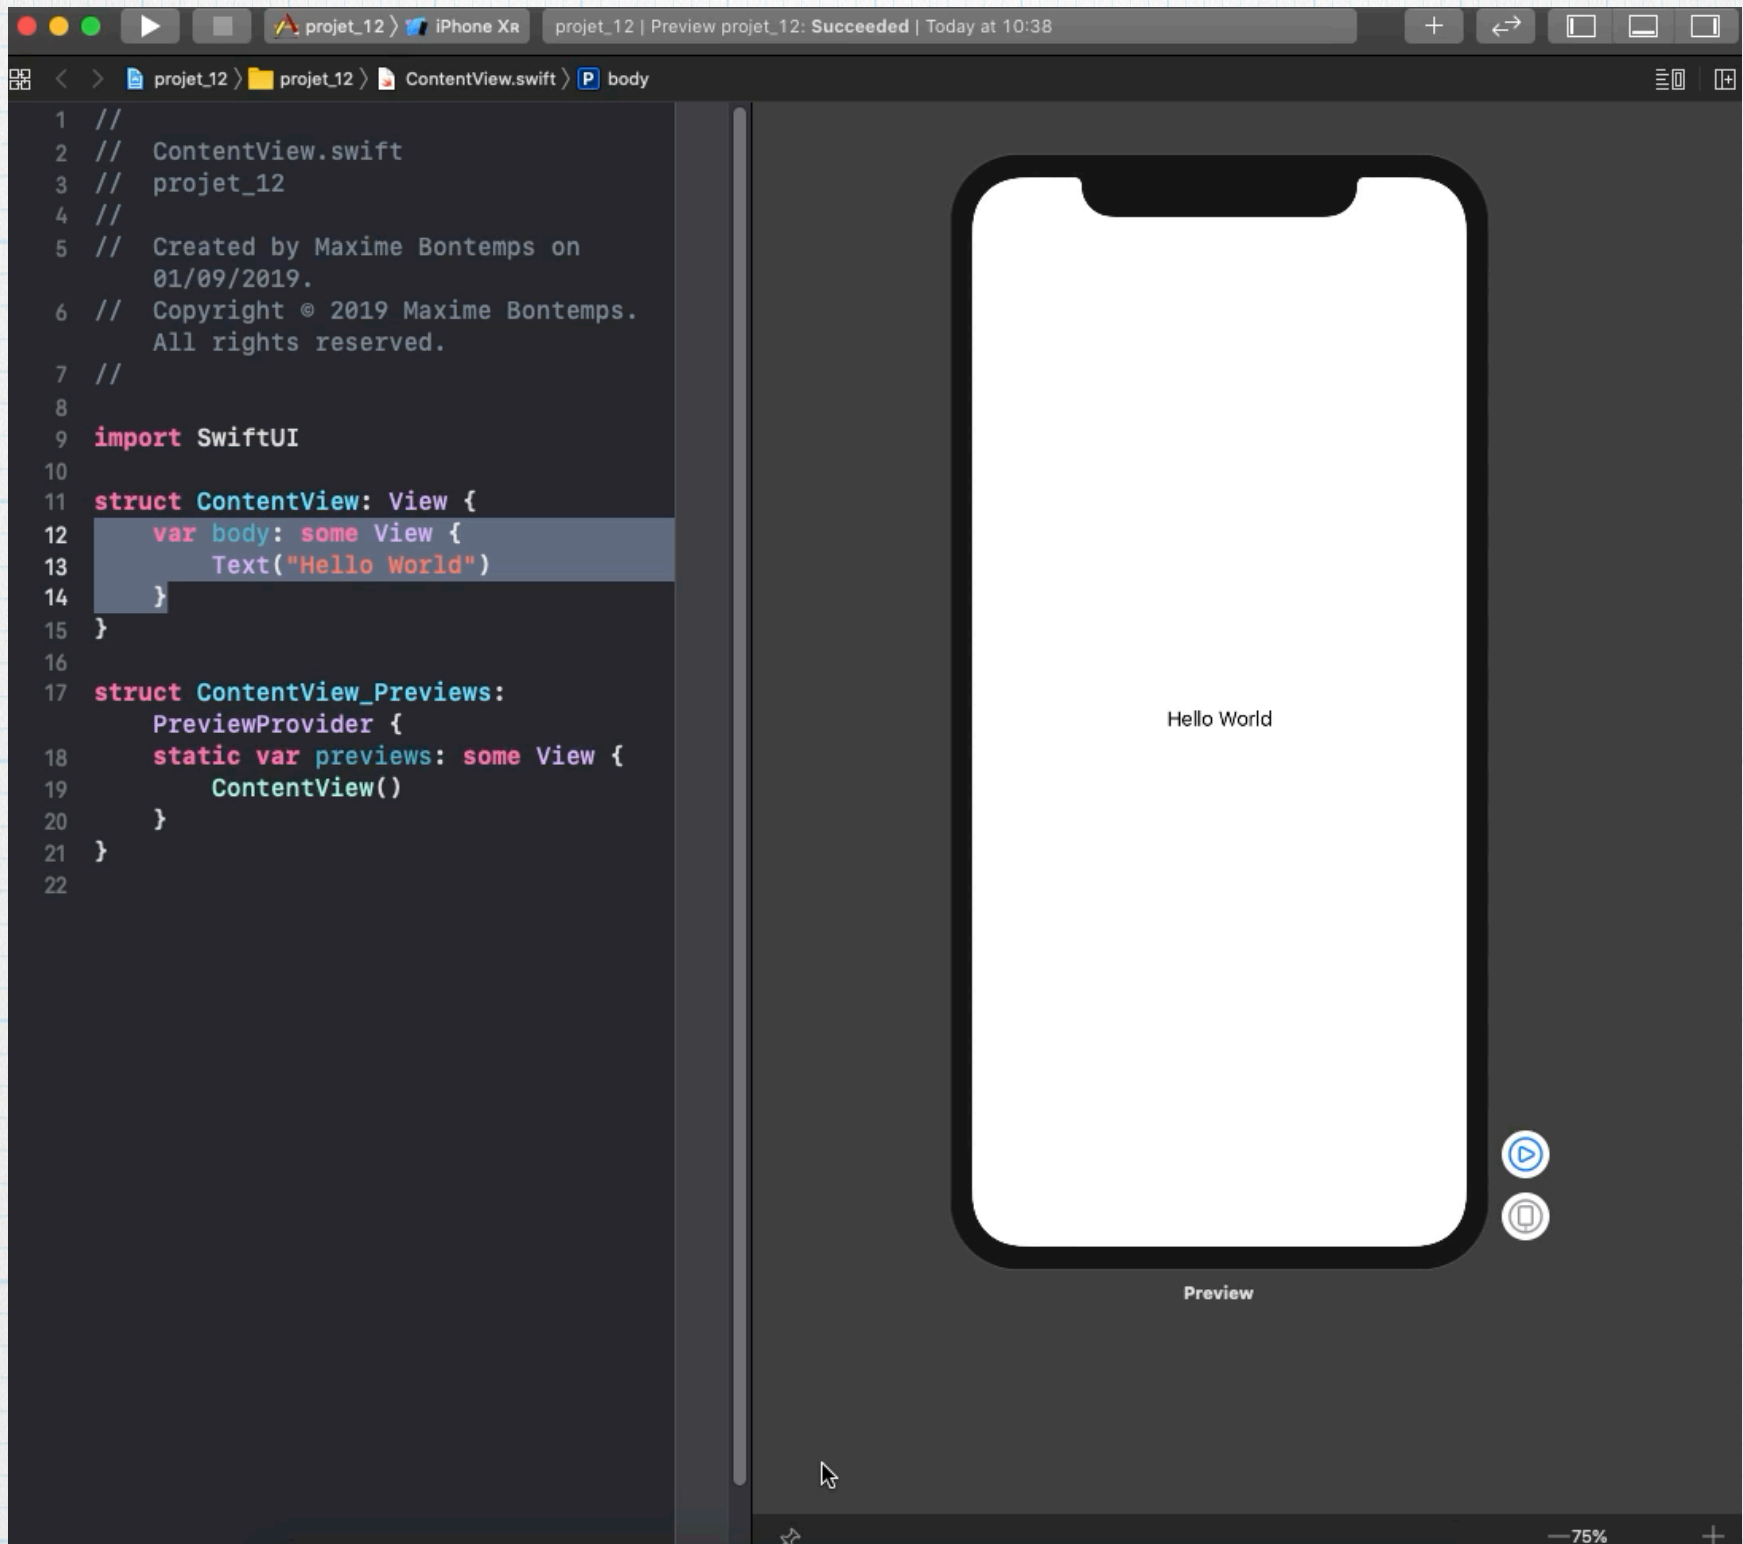 projet_12 〉 iPhone XR
projet_12 | Preview projet_12: Succeeded | Today at 10:38
projet_12 〉 projet_12 〉 ContentView.swift 〉 P body
1 //
2 //  ContentView.swift
3 //  projet_12
4 //
5 //  Created by Maxime Bontemps on
01/09/2019.
6 //  Copyright © 2019 Maxime Bontemps.
All rights reserved.
7 //
8
9 import SwiftUI
10
11 struct ContentView: View {
12     var body: some View {
13         Text("Hello World")
14     }
15 }
16
17 struct ContentView_Previews:
PreviewProvider {
18     static var previews: some View {
19         ContentView()
20     }
21 }
22
Hello World
Preview
75%